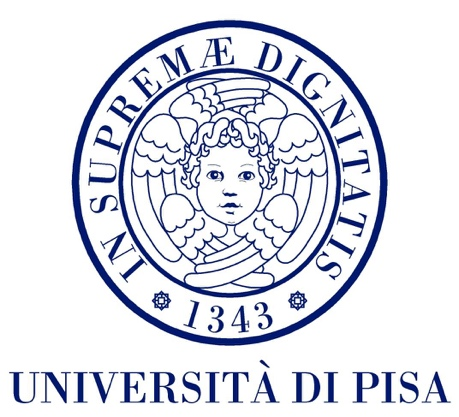 IN SUPREMÆ DIGNITATIS
1343
UNIVERSITÀ DI PISA